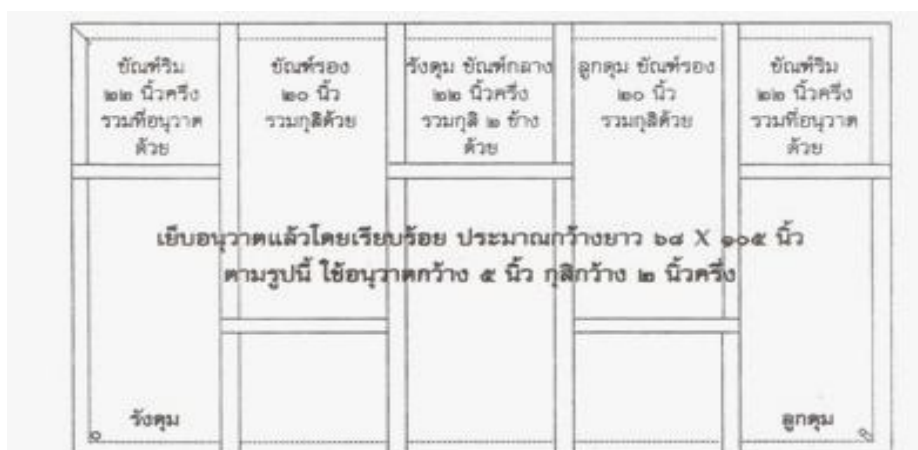 ขัณฑ์ริม
๒๒ นิ้วครึ่ง
รวมที่อนุวาต
ด้วย
ขัณฑ์รอง
๒๐ นิ้ว
รวมกุสิด้วย
รังดุม ขัณฑ์กลาง
๒๒ นิ้วครึ่ง
รวมกุสิ ๒ ข้าง
ด้วย
ลูกดุม ขัณฑ์รอง
๒๐ นิ้ว
รวมกุสิด้วย
ขัณฑ์ริม
๒๒ นิ้วครึ่ง
รวมที่อนุวาต
ด้วย
เย็บอนุวาตแล้วโดยเรียบร้อย ประมาณกว้างยาว ๖๘ X ๑๐๕ นิ้ว
ตามรูปนี้ ใช้อนุวาตกว้าง ๕ นิ้ว กุสิกว้าง ๒ นิ้วครึ่ง
รังดุม
ลูกดุม